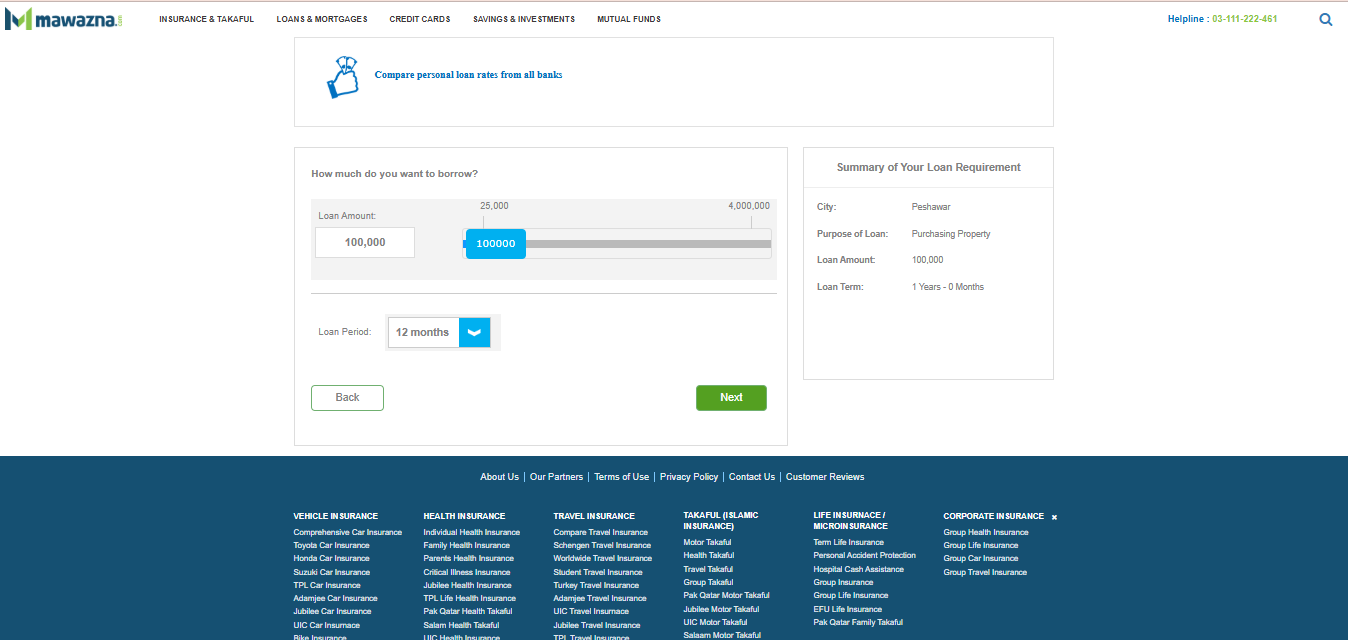 mawazna.com
INSURANCE & TAKAFUL LOANS & MORTGAGES CREDIT CARDS SAVINGS & INVESTMENTS MUTUAL FUNDS
Helpline : 03-111-222-461
Compare personal loan rates from all banks
How much do you want to borrow?
25,000 4,000,000
Loan Amount:
100,000
100000
Loan Period: 12 months
Back
Next
Summary of Your Loan Requirement
City: Peshawar
Purpose of Loan: Purchasing Property
Loan Amount: 100,000
Loan Term: 1 Years - 0 Months
About Us | Our Partners | Terms of Use | Privacy Policy | Contact Us | Customer Reviews
VEHICLE INSURANCE
Comprehensive Car Insurance
Toyota Car Insurance
Honda Car Insurance
Suzuki Car Insurance
TPL Car Insurance
Adamjee Car Insurance
Jubilee Car Insurance
UIC Car Insurnace
Bike Insurance
HEALTH INSURANCE
Individual Health Insurance
Family Health Insurance
Parents Health Insurance
Critical Illness Insurance
Jubilee Health Insurance
TPL Life Health Insurance
Pak Qatar Health Takaful
Salam Health Takaful
UIC Health Insurance
TRAVEL INSURANCE
Compare Travel Insurance
Schengen Travel Insurance
Worldwide Travel Insurance
Student Travel Insurance
Turkey Travel Insurance
Adamjee Travel Insurance
UIC Travel Insurnace
Jubilee Travel Insurance
TPL Travel Insurance
TAKAFUL (ISLAMIC
INSURANCE)
Motor Takaful
Health Takaful
Travel Takaful
Group Takaful
Pak Qatar Motor Takaful
Jubilee Motor Takaful
UIC Motor Takaful
Salaam Motor Takaful
LIFE INSURNACE /
MICROINSURANCE
Term Life Insurance
Personal Accident Protection
Hospital Cash Assistance
Group Insurance
Group Life Insurance
EFU Life Insurance
Pak Qatar Family Takaful
CORPORATE INSURANCE
Group Health Insurance
Group Life Insurance
Group Car Insurance
Group Travel Insurance